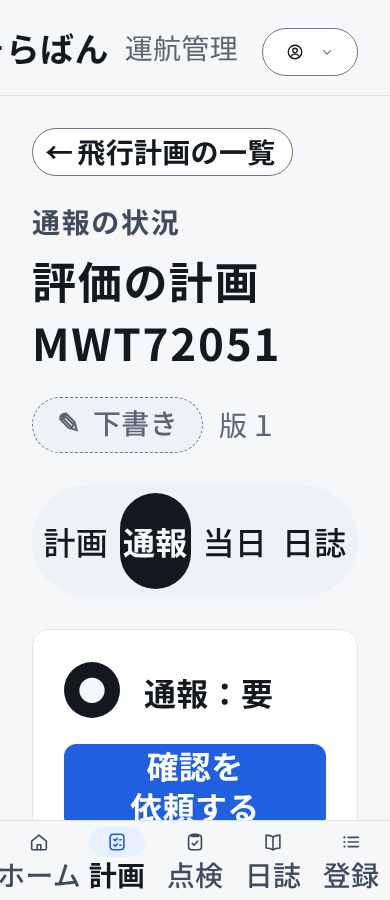 らばん 運航管理
← 飛行計画の一覧
通報の状況
評価の計画
MWT72051
✎ 下書き 版 1
計画 通報 当日 日誌
通報：要
確認を
依頼する
ホーム 計画 点検 日誌 登録